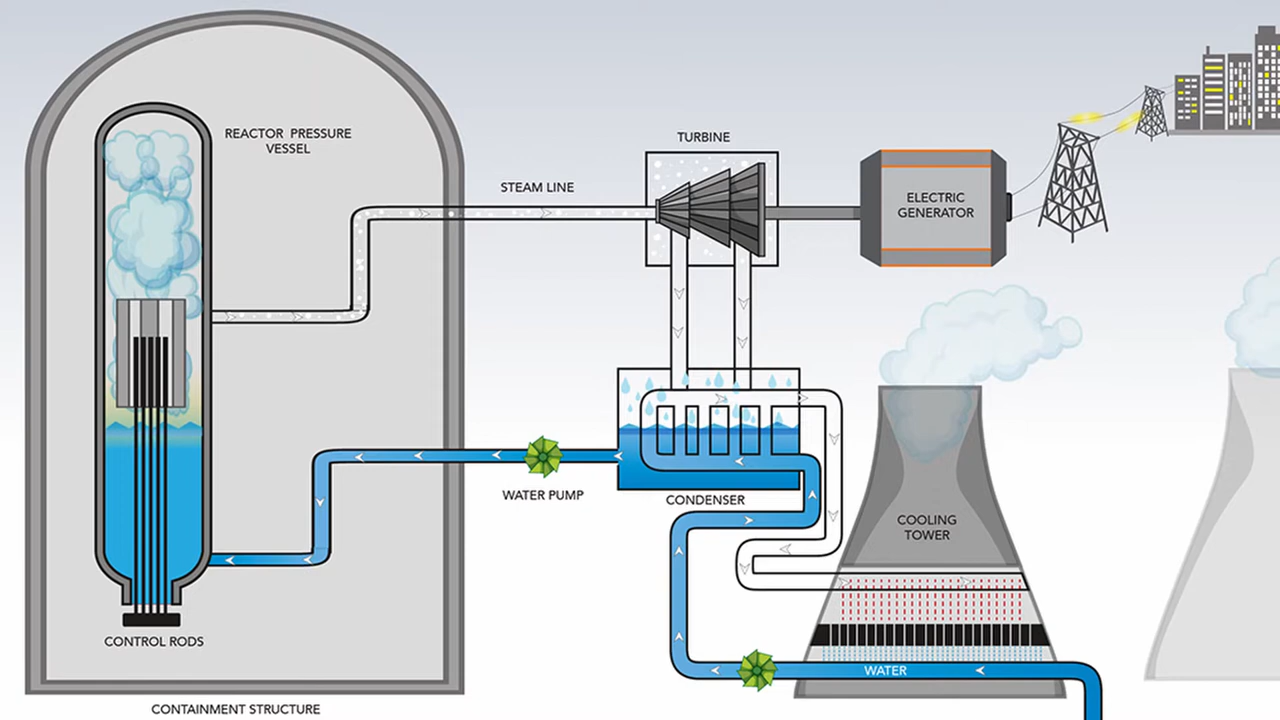 REACTOR PRESSURE
VESSEL
STEAM LINE
TURBINE
ELECTRIC
GENERATOR
WATER PUMP
CONDENSER
COOLING
TOWER
CONTROL RODS
WATER
CONTAINMENT STRUCTURE